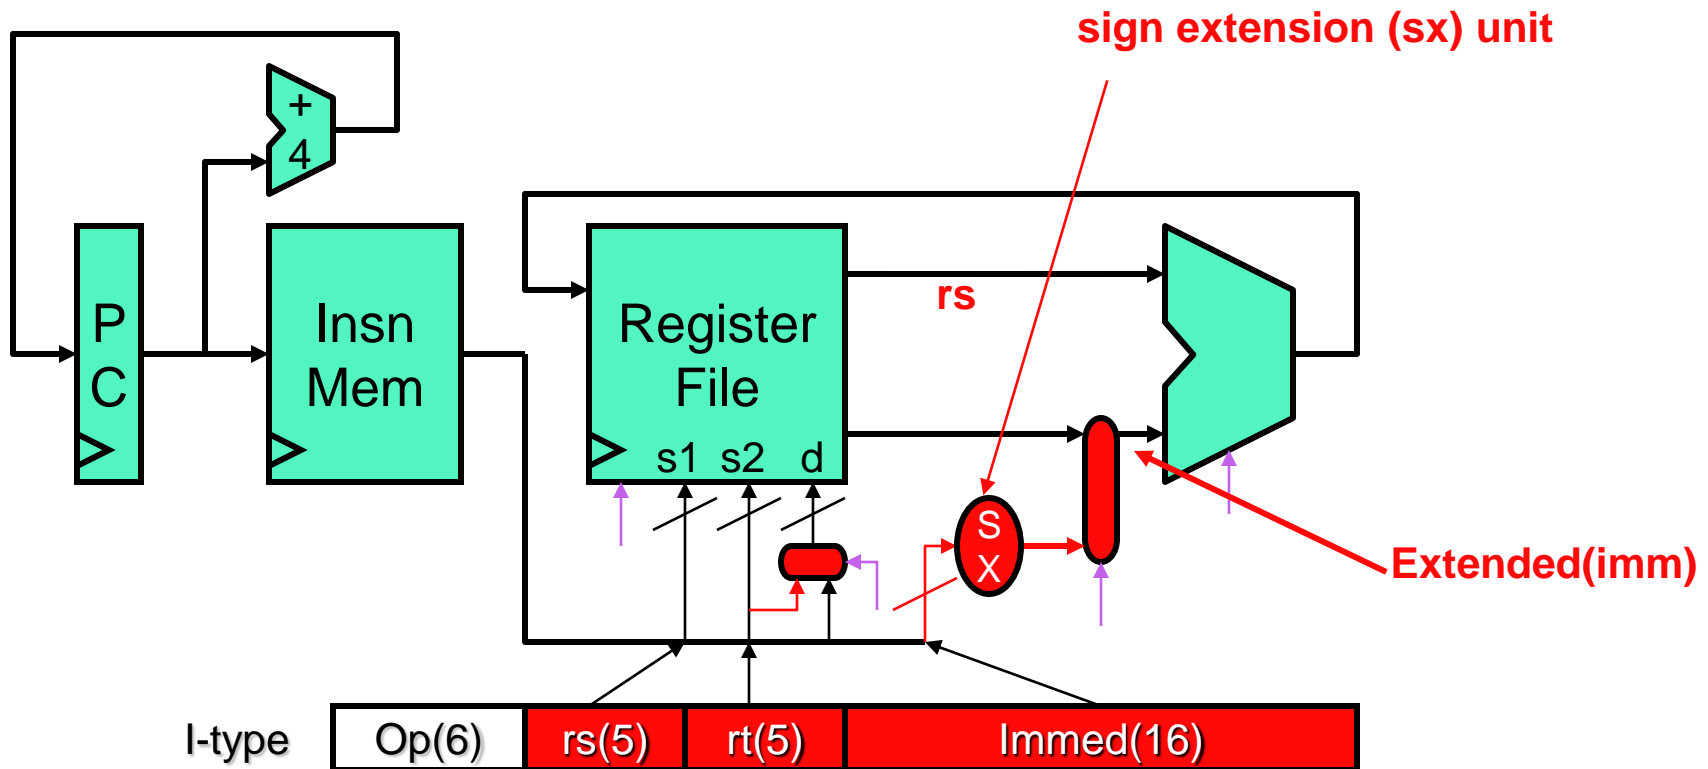 sign extension (sx) unit
+
4
P
C
Insn
Mem
Register
File
s1 s2 d
rs
S
X
Extended(imm)
I-type Op(6) rs(5) rt(5) Immed(16)